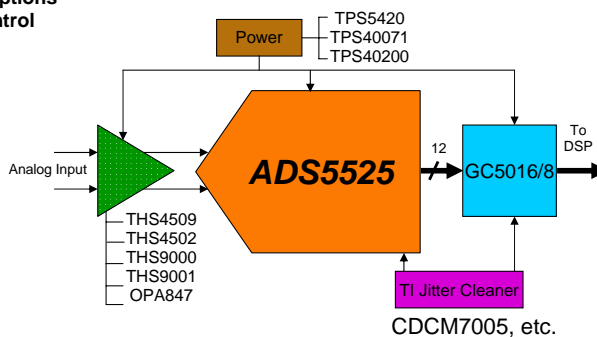 ptions
ntrol
Power
TPS5420
TPS40071
TPS40200
Analog Input
ADS5525
12
GC5016/8
To
DSP
THS4509
THS4502
THS9000
THS9001
OPA847
TI Jitter Cleaner
CDCM7005, etc.